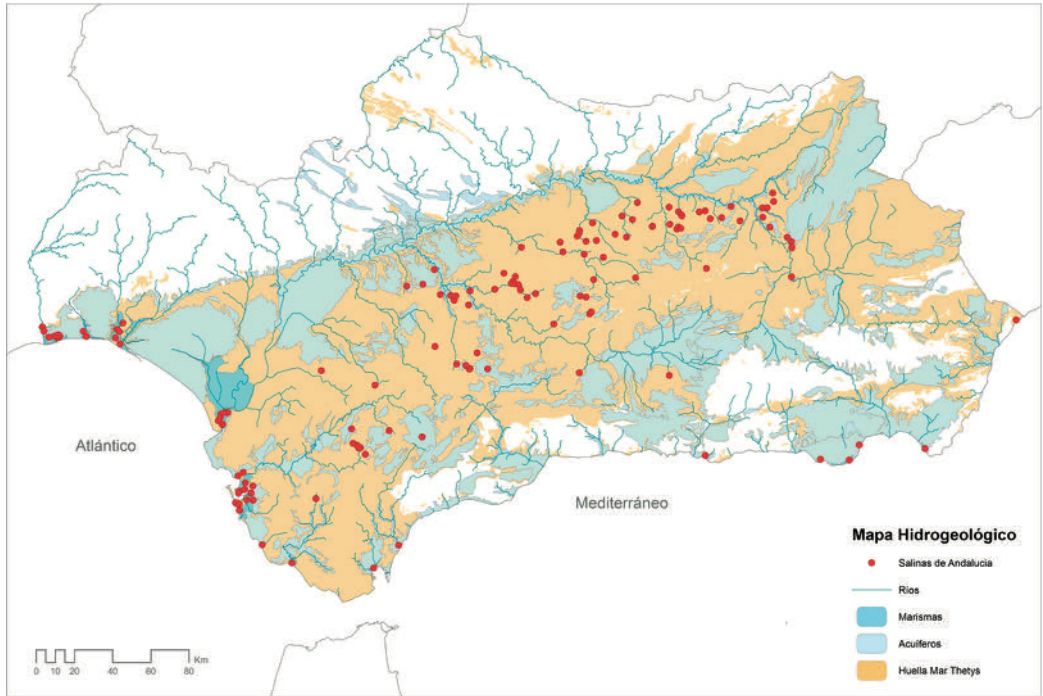 Atlántico
Mediterráneo
Mapa Hidrogeológico
Salinas de Andalucia
Ríos
Marismas
Acuíferos
Huella Mar Thetys
Km
0 5 10 20 40 60 80